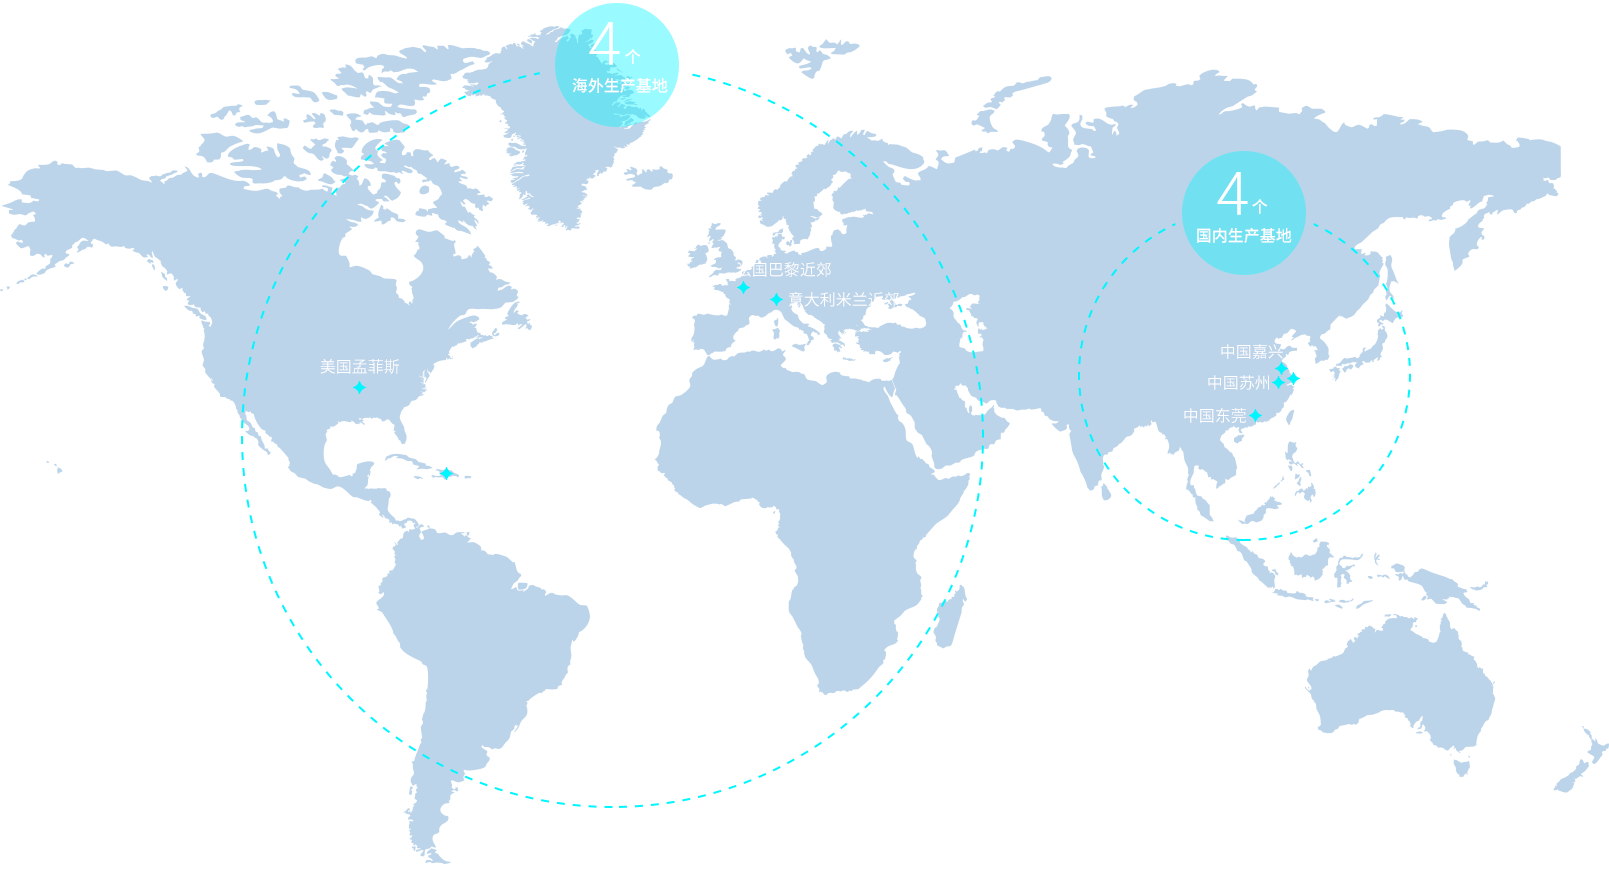 4个
海外生产基地
4个
国内生产基地
法国巴黎近郊
意大利米兰近郊
美国孟菲斯
中国嘉兴
中国苏州
中国东莞